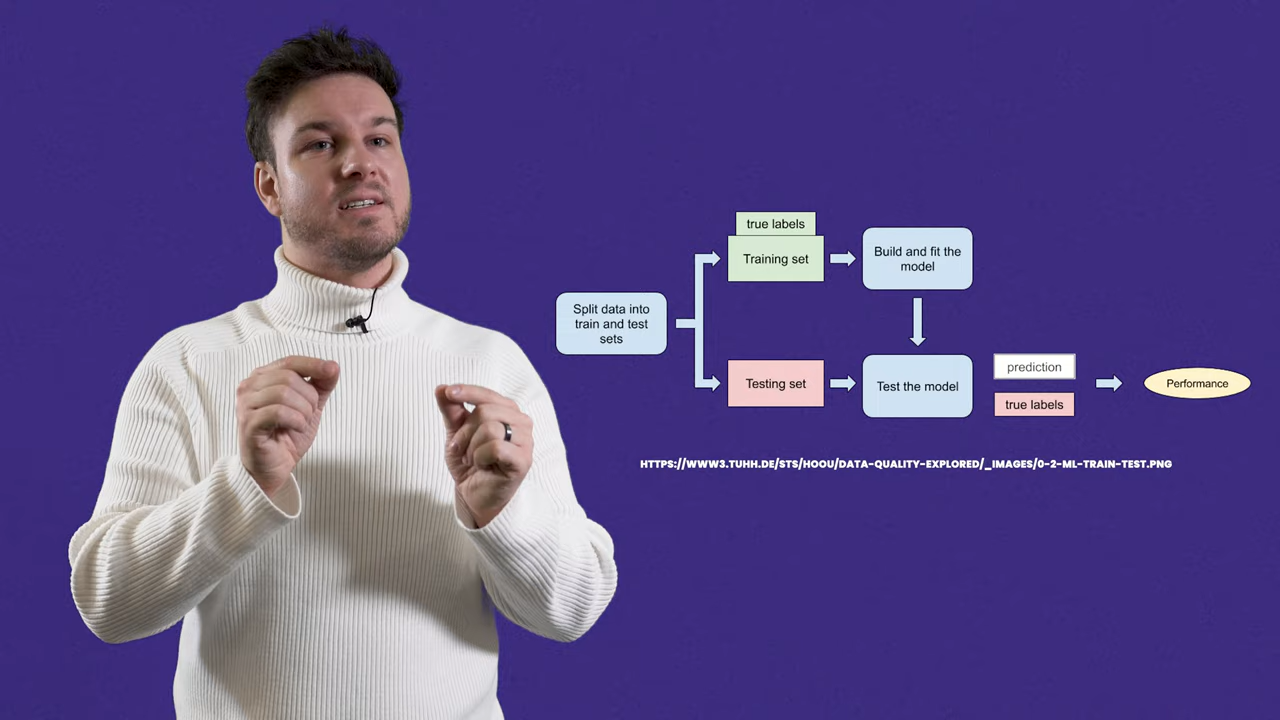 true labels
Training set
Build and fit the
model
Split data into
train and test
sets
Testing set
Test the model
prediction
true labels
Performance
HTTPS://WWW3.TUHH.DE/STS/HOOU/DATA-QUALITY-EXPLORED/_IMAGES/0-2-ML-TRAIN-TEST.PNG